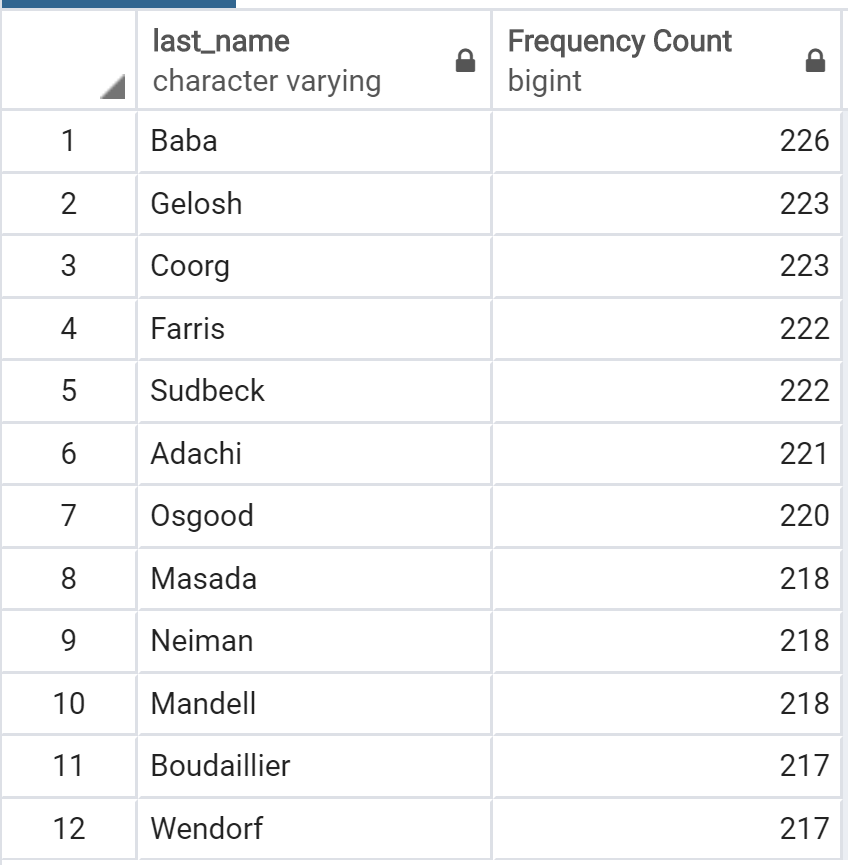 last_name Frequency Count
character varying bigint
1 Baba 226
2 Gelosh 223
3 Coorg 223
4 Farris 222
5 Sudbeck 222
6 Adachi 221
7 Osgood 220
8 Masada 218
9 Neiman 218
10 Mandell 218
11 Boudaillier 217
12 Wendorf 217